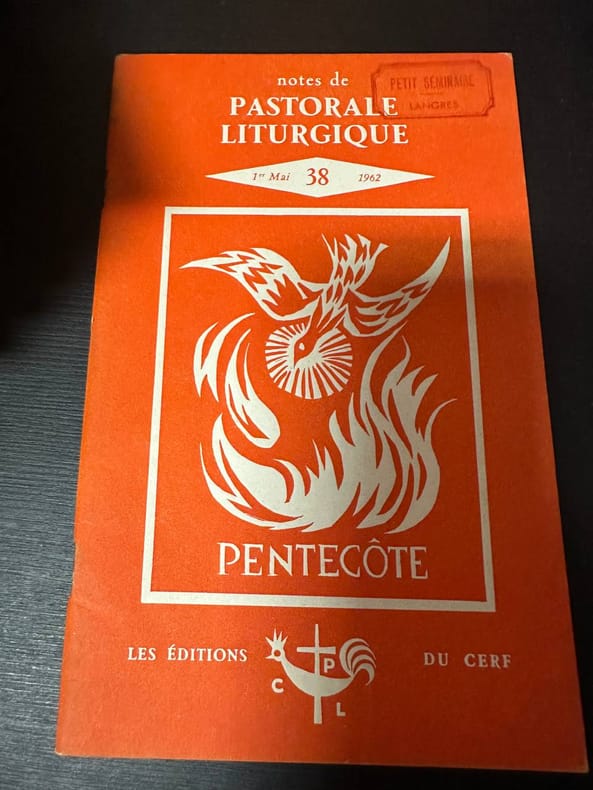 notes de
PASTORALE
LITURGIQUE
PETIT SÉMINAIRE
LANGRES
1er Mai 38 1962
PENTECÔTE
LES ÉDITIONS DU CERF
C P L